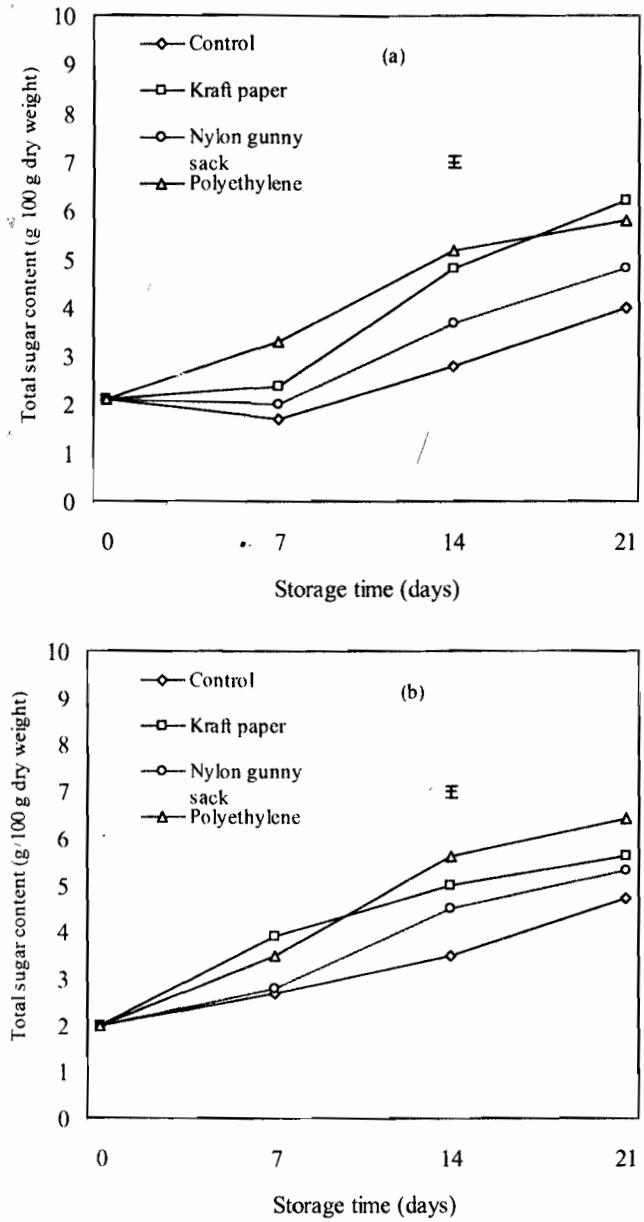 10
9
8
7
6
5
4
3
2
1
0
Total sugar content (g 100 g dry weight)
Control
Kraft paper
Nylon gunny
sack
Polyethylene
(a)
0 7 14 21
Storage time (days)
10
9
8
7
6
5
4
3
2
1
0
Total sugar content (g/100 g dry weight)
Control
Kraft paper
Nylon gunny
sack
Polyethylene
(b)
0 7 14 21
Storage time (days)